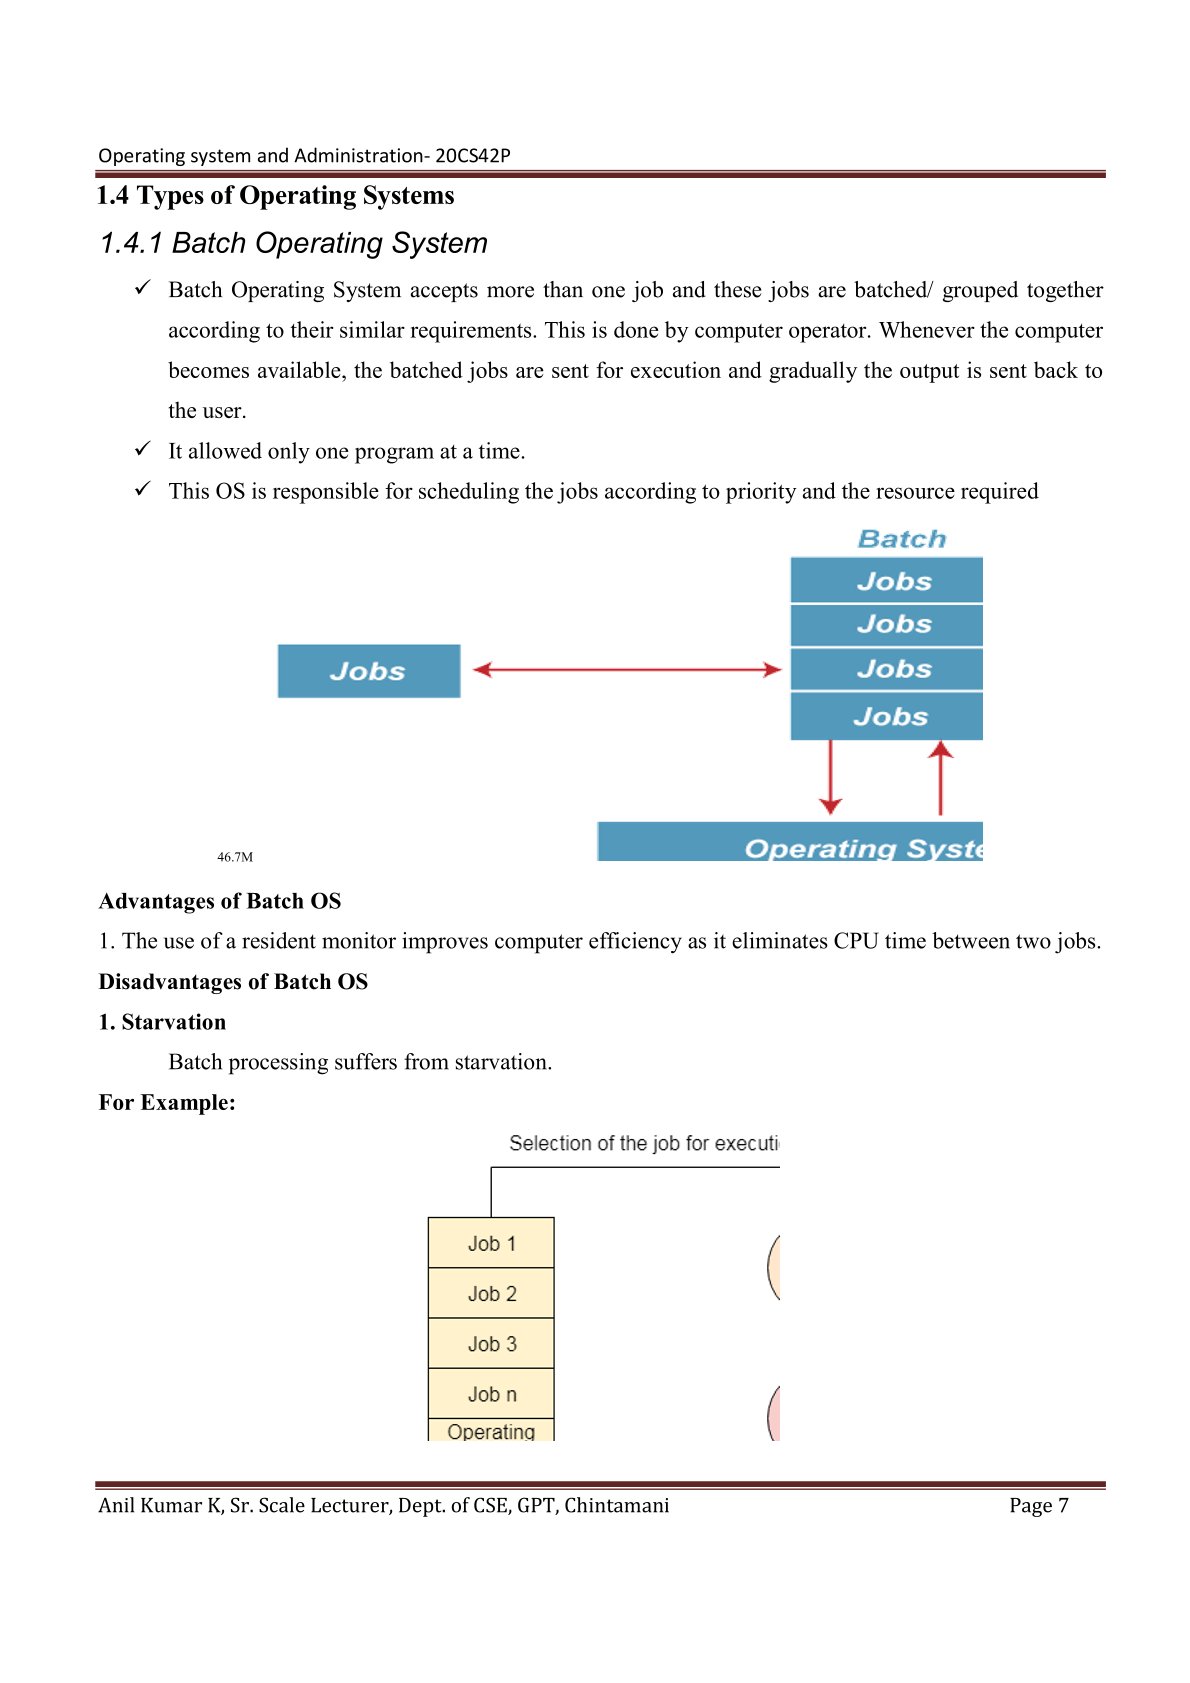 Operating system and Administration- 20CS42P
1.4 Types of Operating Systems
1.4.1 Batch Operating System
✓ Batch Operating System accepts more than one job and these jobs are batched/ grouped together
according to their similar requirements. This is done by computer operator. Whenever the computer
becomes available, the batched jobs are sent for execution and gradually the output is sent back to
the user.
✓ It allowed only one program at a time.
✓ This OS is responsible for scheduling the jobs according to priority and the resource required
Batch
Jobs
Jobs
Jobs
Jobs
Jobs
Operating Syste
46.7M
Advantages of Batch OS
1. The use of a resident monitor improves computer efficiency as it eliminates CPU time between two jobs.
Disadvantages of Batch OS
1. Starvation
Batch processing suffers from starvation.
For Example:
Selection of the job for executi
Job 1
Job 2
Job 3
Job n
Operating
Anil Kumar K, Sr. Scale Lecturer, Dept. of CSE, GPT, Chintamani Page 7